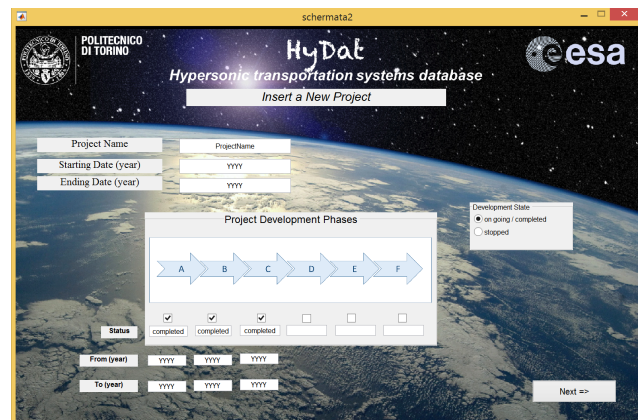 schermata2
POLITECNICO
DI TORINO
HyDat
esa
Hypersonic transportation systems database
Insert a New Project
Project Name
ProjectName
Starting Date (year)
YYYY
Ending Date (year)
YYYY
Development State
on going / completed
stopped
Project Development Phases
A B C D E F
Status
completed completed completed
From (year)
YYYY YYYY YYYY
To (year)
YYYY YYYY YYYY
Next =>